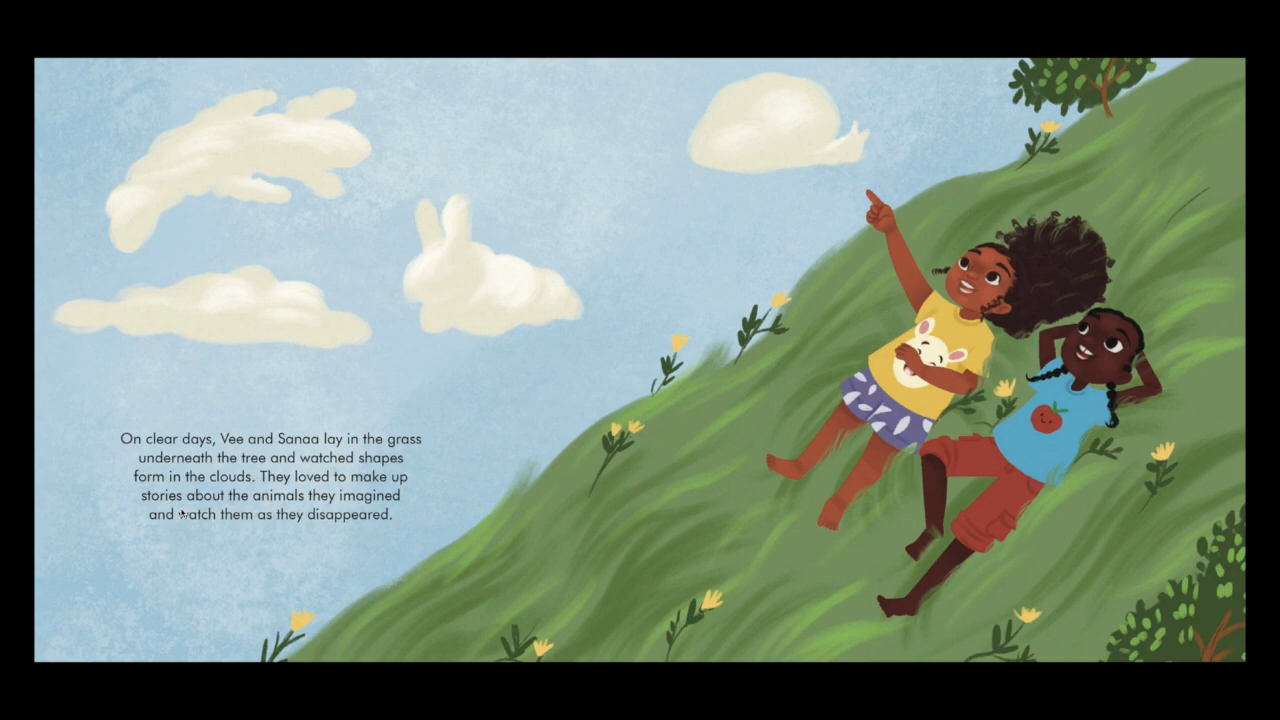 On clear days, Vee and Sanaa lay in the grass
underneath the tree and watched shapes
form in the clouds. They loved to make up
stories about the animals they imagined
and watch them as they disappeared.